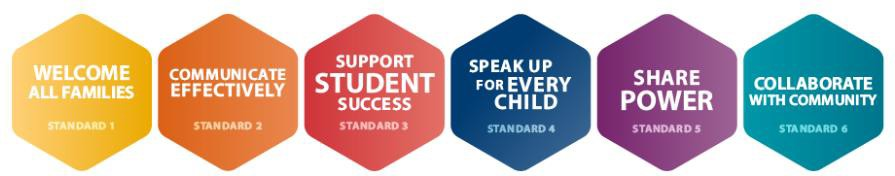 WELCOME
ALL FAMILIES
STANDARD 1
COMMUNICATE
EFFECTIVELY
STANDARD 2
SUPPORT
STUDENT
SUCCESS
STANDARD 3
SPEAK UP
FOR EVERY
CHILD
STANDARD 4
SHARE
POWER
STANDARD 5
COLLABORATE
WITH COMMUNITY
STANDARD 6